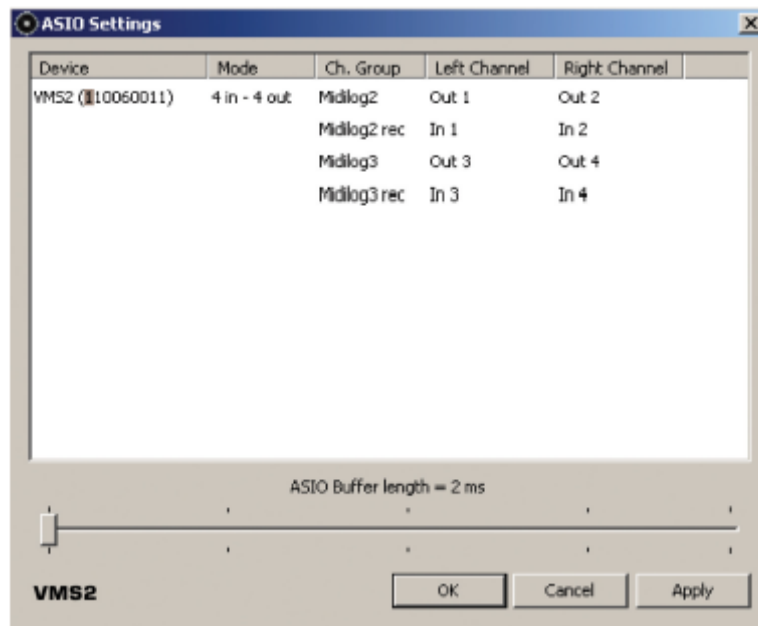 ASIO Settings
Device Mode Ch. Group Left Channel Right Channel
VMS2 (110060011) 4 in - 4 out Midilog2 Out 1 Out 2
Midilog2 rec In 1 In 2
Midilog3 Out 3 Out 4
Midilog3 rec In 3 In 4
ASIO Buffer length = 2 ms
VMS2 OK Cancel Apply